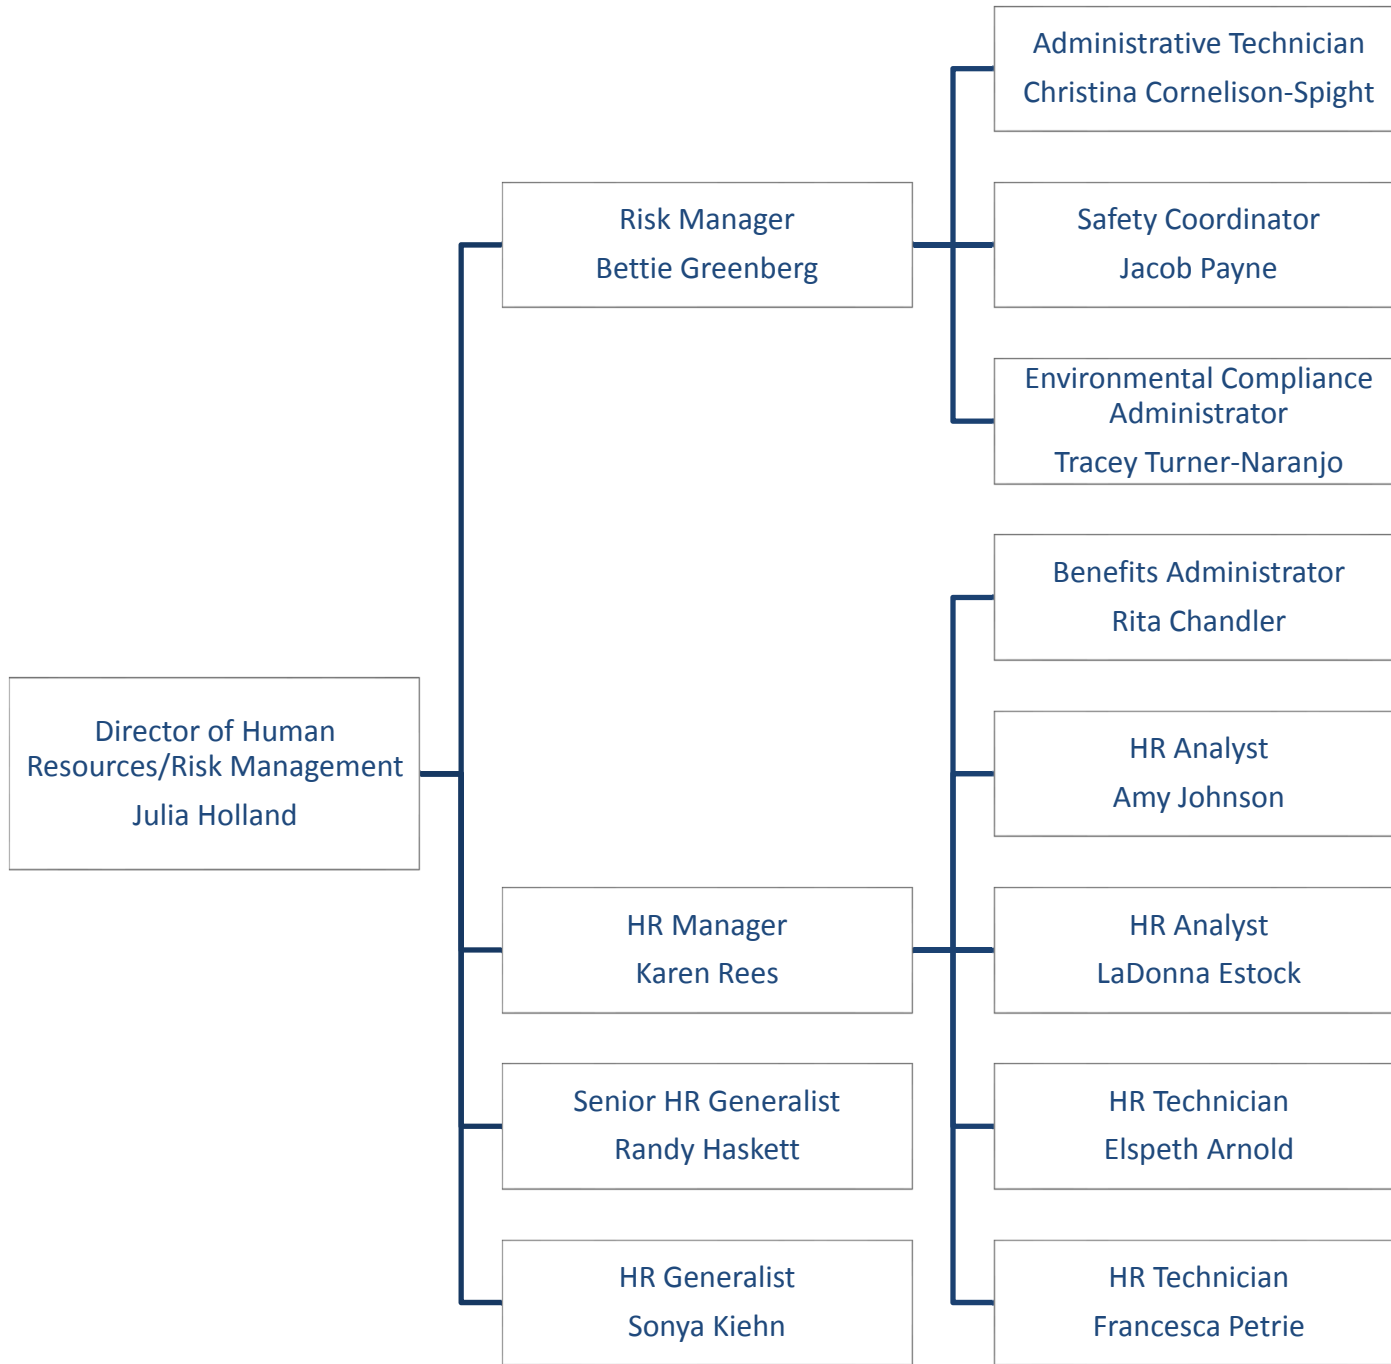 Administrative Technician
Christina Cornelison-Spight
Risk Manager
Bettie Greenberg
Safety Coordinator
Jacob Payne
Environmental Compliance
Administrator
Tracey Turner-Naranjo
Benefits Administrator
Rita Chandler
Director of Human
Resources/Risk Management
Julia Holland
HR Analyst
Amy Johnson
HR Manager
Karen Rees
HR Analyst
LaDonna Estock
Senior HR Generalist
Randy Haskett
HR Technician
Elspeth Arnold
HR Generalist
Sonya Kiehn
HR Technician
Francesca Petrie